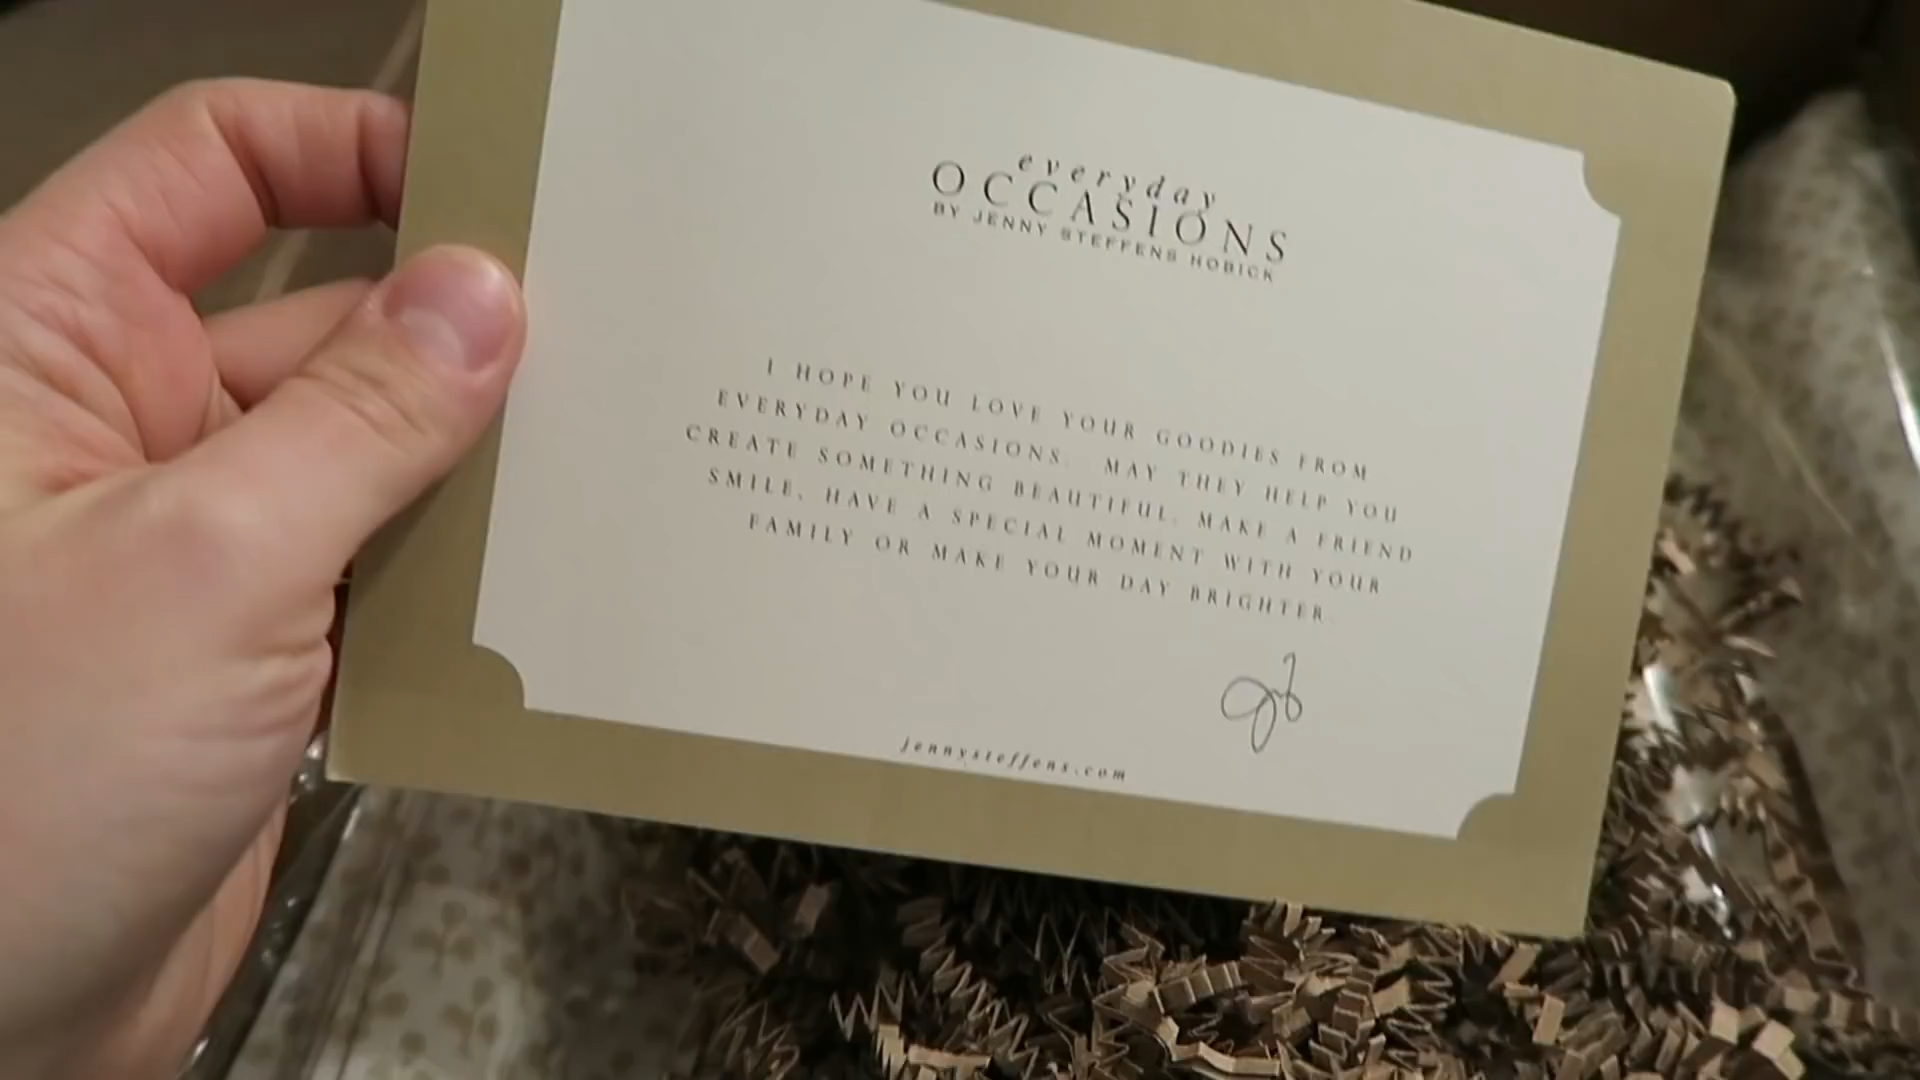 everyday
OCCASIONS
BY JENNY STEFFENS HOBICK
I HOPE YOU LOVE YOUR GOODIES FROM
EVERYDAY OCCASIONS. MAY THEY HELP YOU
CREATE SOMETHING BEAUTIFUL, MAKE A FRIEND
SMILE, HAVE A SPECIAL MOMENT WITH YOUR
FAMILY OR MAKE YOUR DAY BRIGHTER.
jennysteffens.com